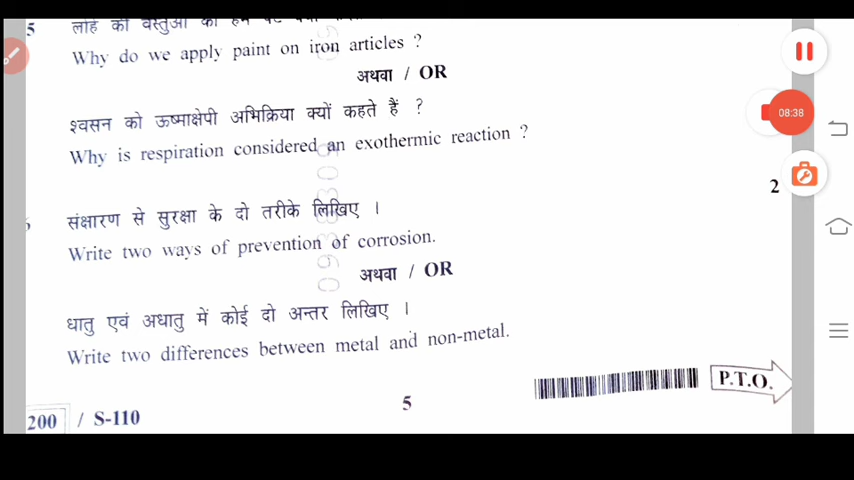 5 लोहे की वस्तुओं को हम पेंट
Why do we apply paint on iron articles ?
अथवा / OR
श्वसन को ऊष्माक्षेपी अभिक्रिया क्यों कहते हैं ?
Why is respiration considered an exothermic reaction ?
08:38
2
संक्षारण से सुरक्षा के दो तरीके लिखिए ।
Write two ways of prevention of corrosion.
अथवा / OR
धातु एवं अधातु में कोई दो अन्तर लिखिए ।
Write two differences between metal and non-metal.
P.T.O.
200 / S-110
5